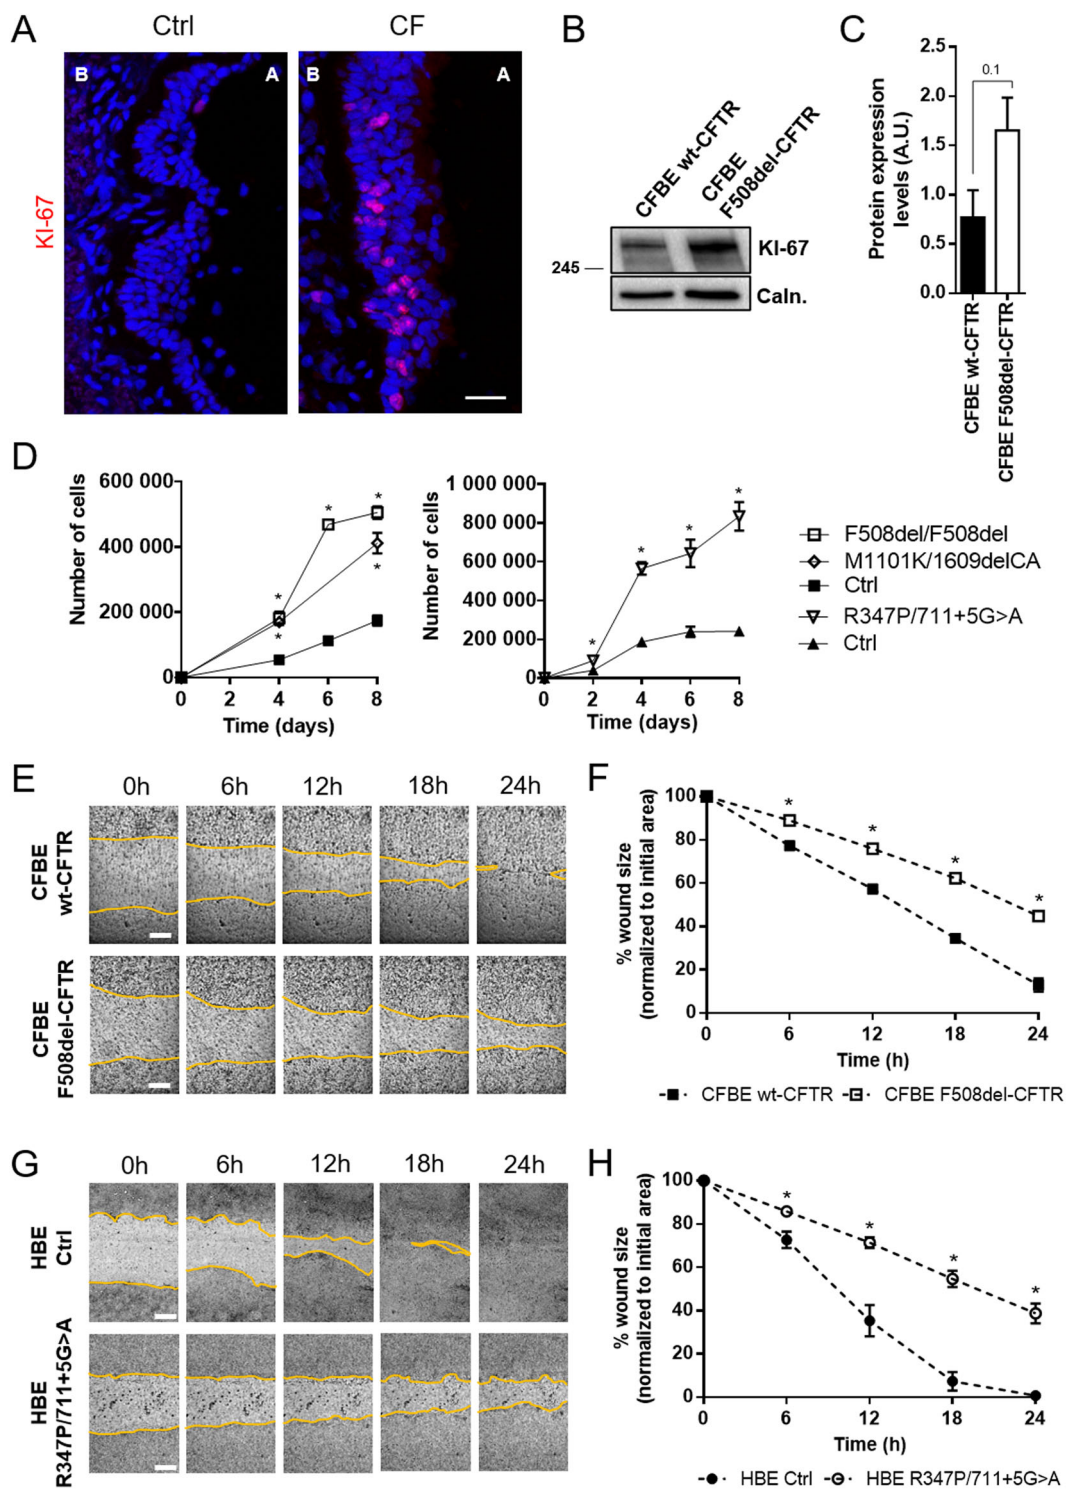 A
Ctrl
CF
B
A
B
A
KI-67
B
CFBE wt-CFTR
CFBE
F508del-CFTR
245
KI-67
Caln.
C
Protein expression
levels (A.U.)
2.5
2.0
1.5
1.0
0.5
0.0
0.1
CFBE wt-CFTR
CFBE F508del-CFTR
D
Number of cells
600 000
400 000
200 000
0
* * * * * 
0 2 4 6 8
Time (days)
Number of cells
1 000 000
800 000
600 000
400 000
200 000
0
* * * *
0 2 4 6 8
Time (days)
F508del/F508del
M1101K/1609delCA
Ctrl
R347P/711+5G>A
Ctrl
E
0h 6h 12h 18h 24h
CFBE
wt-CFTR
CFBE
F508del-CFTR
F
% wound size
(normalized to initial area)
100
80
60
40
20
0
* * * *
0 6 12 18 24
Time (h)
CFBE wt-CFTR CFBE F508del-CFTR
G
0h 6h 12h 18h 24h
HBE
Ctrl
HBE
R347P/711+5G>A
H
% wound size
(normalized to initial area)
100
80
60
40
20
0
* * * *
0 6 12 18 24
Time (h)
HBE Ctrl HBE R347P/711+5G>A